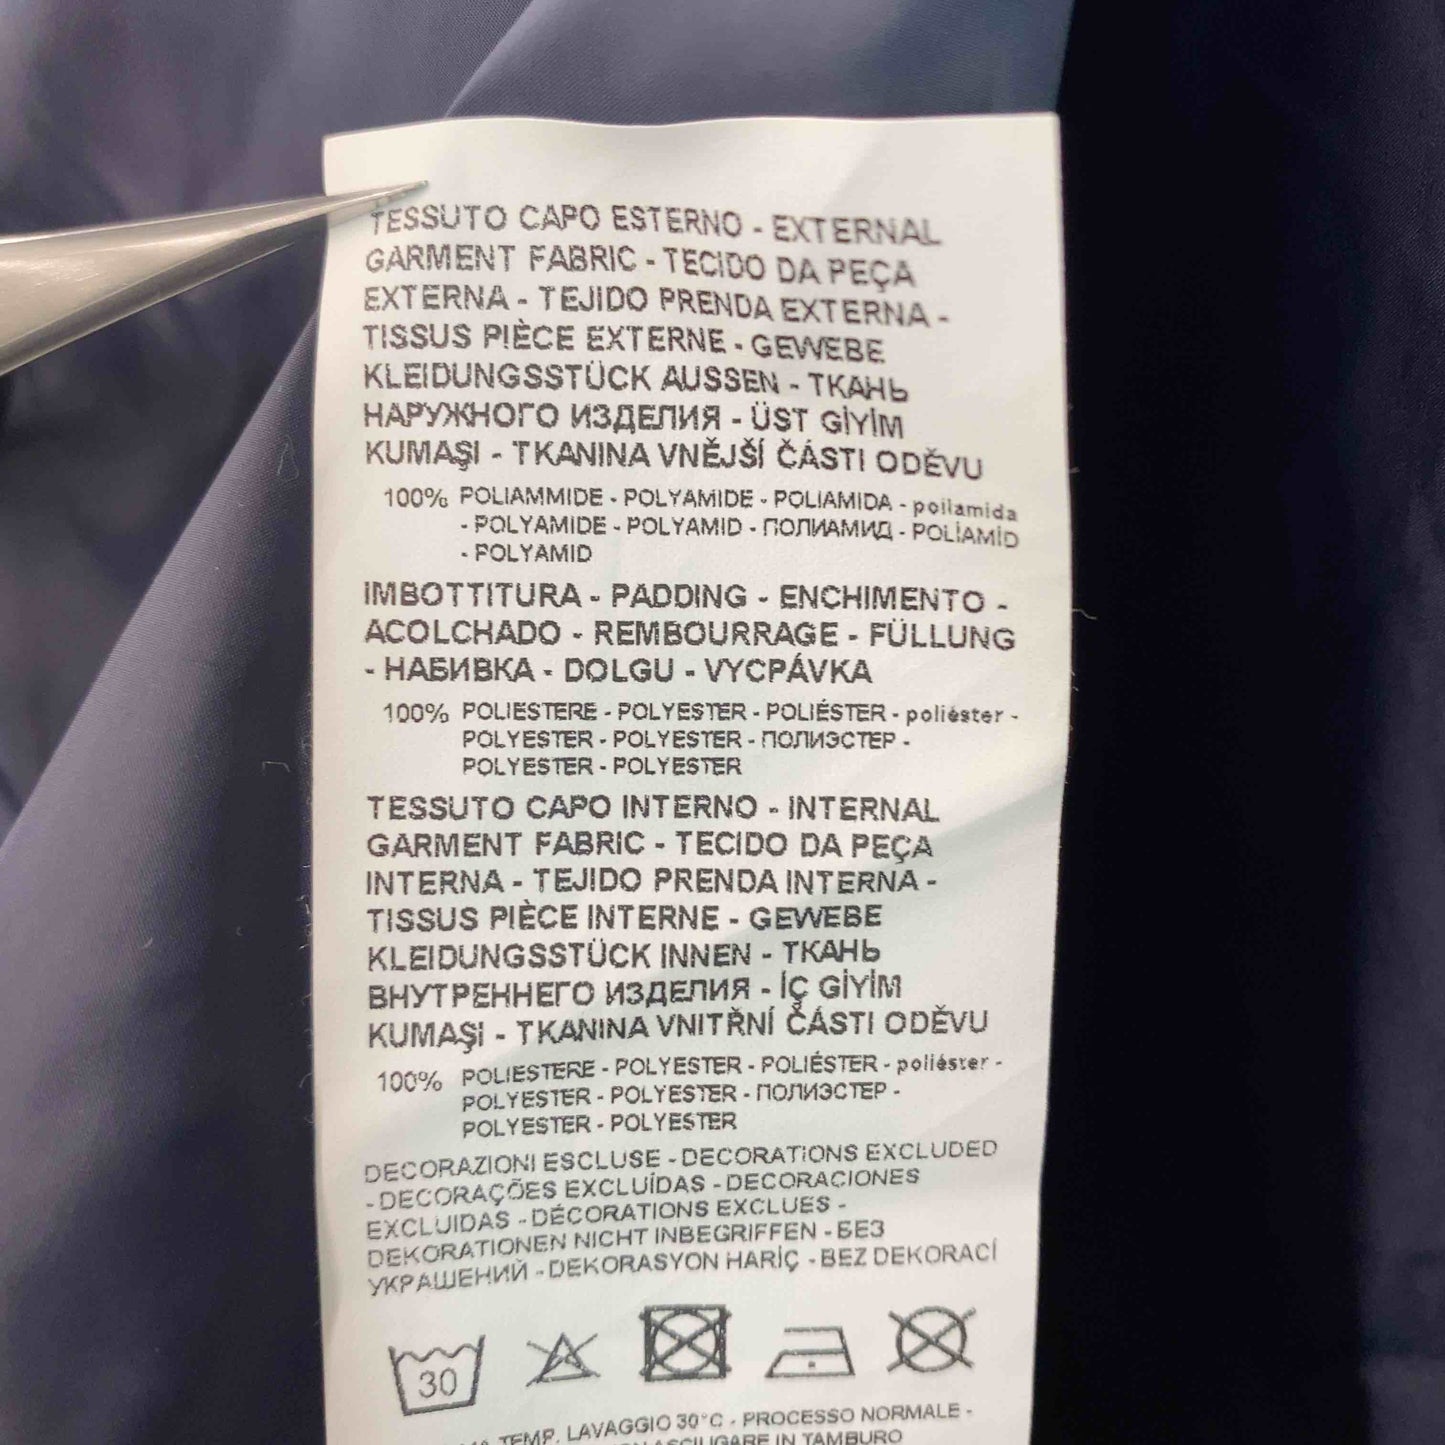 TESSUTO CAPO ESTERNO - EXTERNAL
GARMENT FABRIC - TECIDO DA PEÇA
EXTERNA - TEJIDO PRENDA EXTERNA -
TISSUS PIÈCE EXTERNE - GEWEBE
KLEIDUNGSSTÜCK AUSSEN - ТКАНЬ
НАРУЖНОГО ИЗДЕЛИЯ - ÜST GİYİM
KUMAŞI - TKANINA VNĚJŠÍ ČÁSTI ODĚVU
100% POLIAMMIDE - POLYAMIDE - POLIAMIDA - poliamida
- POLYAMIDE - POLYAMID - ПОЛИАМИД - POLİAMİD
- POLYAMID
IMBOTTITURA - PADDING - ENCHIMENTO -
ACOLCHADO - REMBOURRAGE - FÜLLUNG
- НАБИВКА - DOLGU - VYCPÁVKA
100% POLIESTERE - POLYESTER - POLIÉSTER - poliéster -
POLYESTER - POLYESTER - ПОЛИЭСТЕР -
POLYESTER - POLYESTER
TESSUTO CAPO INTERNO - INTERNAL
GARMENT FABRIC - TECIDO DA PEÇA
INTERNA - TEJIDO PRENDA INTERNA -
TISSUS PIÈCE INTERNE - GEWEBE
KLEIDUNGSSTÜCK INNEN - ТКАНЬ
ВНУТРЕННЕГО ИЗДЕЛИЯ - İÇ GİYİM
KUMAŞI - TKANINA VNITŘNÍ ČÁSTI ODĚVU
100% POLIESTERE - POLYESTER - POLIÉSTER - poliéster -
POLYESTER - POLYESTER - ПОЛИЭСТЕР -
POLYESTER - POLYESTER
DECORAZIONI ESCLUSE - DECORATIONS EXCLUDED
- DECORAÇÕES EXCLUÍDAS - DECORACIONES
EXCLUIDAS - DÉCORATIONS EXCLUES -
DEKORATIONEN NICHT INBEGRIFFEN - БЕЗ
УКРАШЕНИЙ - DEKORASYON HARİÇ - BEZ DEKORACÍ
30
TEMP. LAVAGGIO 30°C - PROCESSO NORMALE -
ASCIUGARE IN TAMBURO